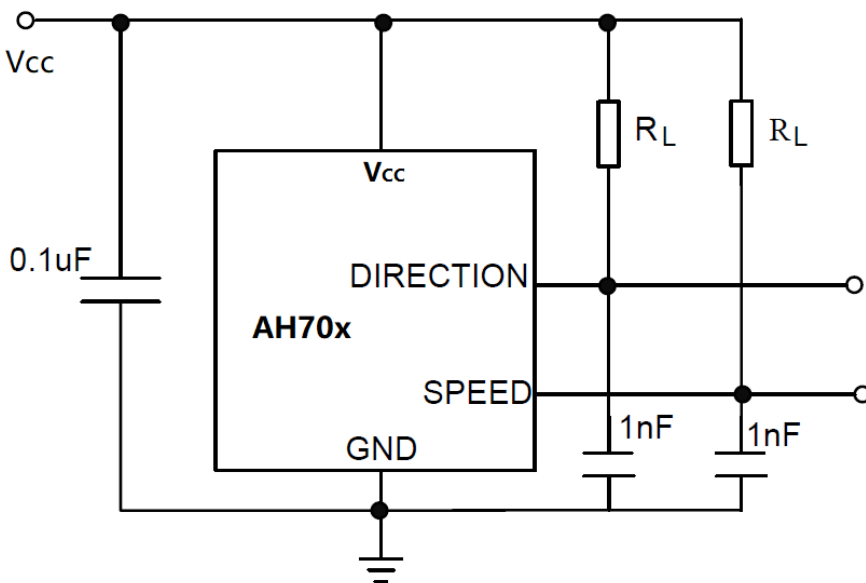 Vcc
Vcc
RL
RL
0.1uF
DIRECTION
AH70x
SPEED
1nF
1nF
GND